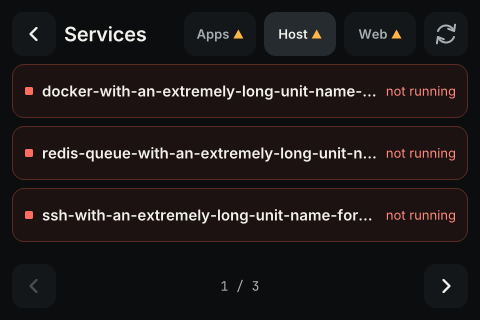 Services Apps Host Web
docker-with-an-extremely-long-unit-name-... not running
redis-queue-with-an-extremely-long-unit-n... not running
ssh-with-an-extremely-long-unit-name-for... not running
1 / 3